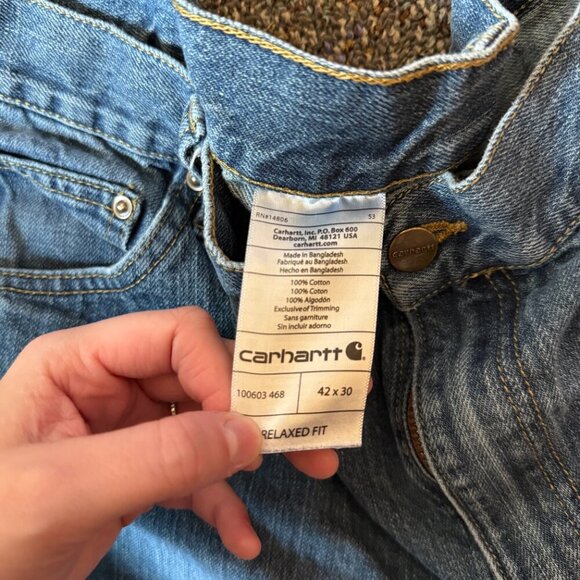 RN#14806 53
Carhartt, Inc. P.O. Box 600
Dearborn, MI 48121 USA
carhartt.com
Made in Bangladesh
Fabriqué au Bangladesh
Hecho en Bangladesh
100% Cotton
100% Coton
100% Algodón
Exclusive of Trimming
Sans garniture
Sin incluir adorno
carhartt
100603 468 42 x 30
RELAXED FIT
carhartt